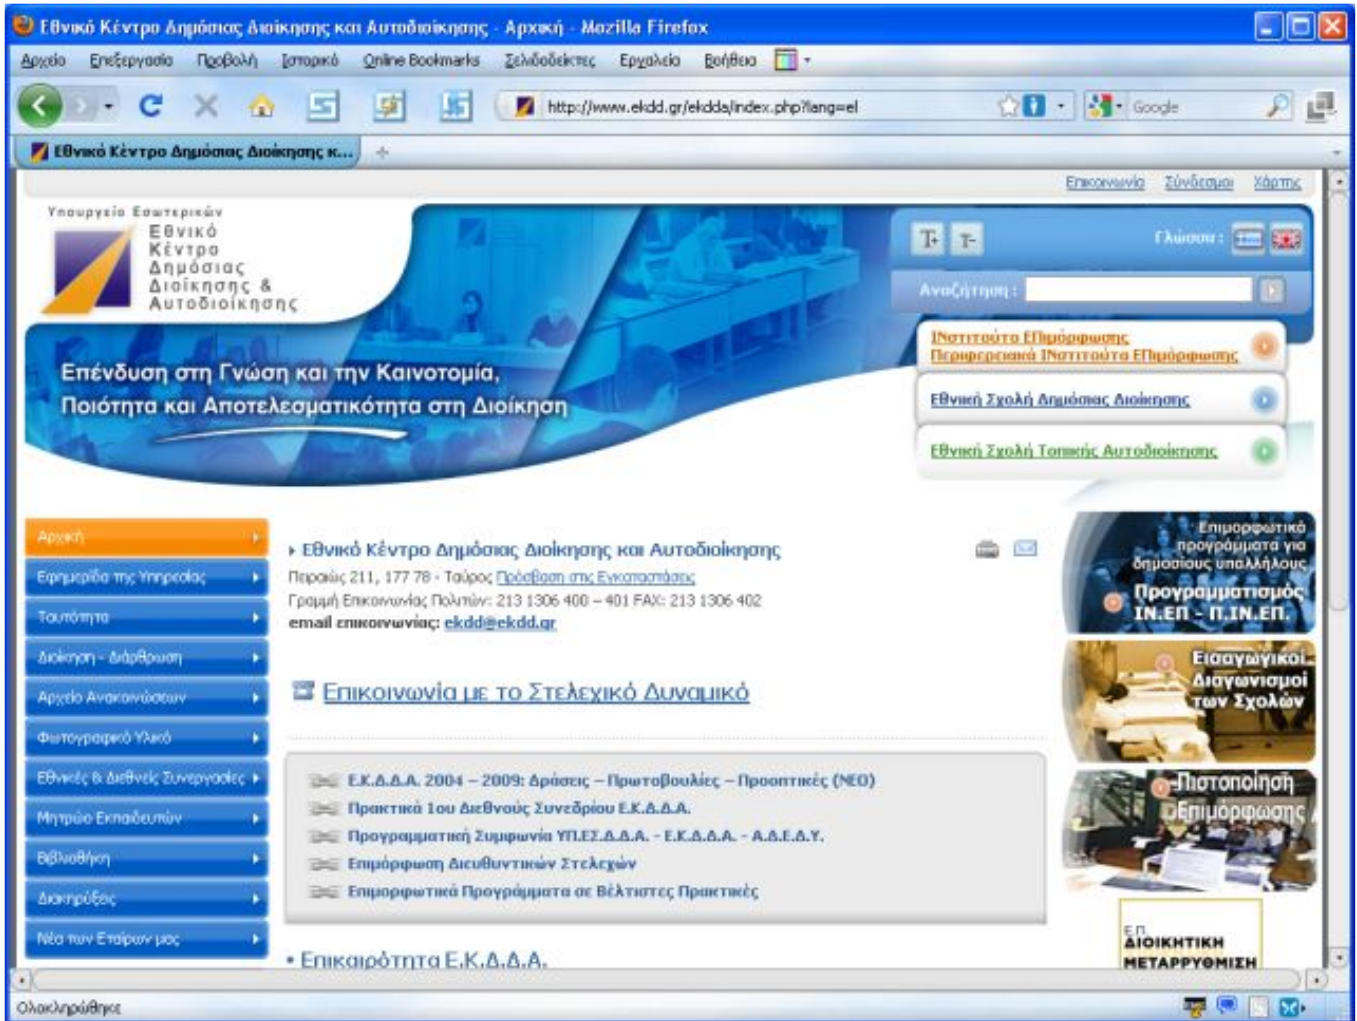 Εθνικό Κέντρο Δημόσιας Διοίκησης και Αυτοδιοίκησης - Αρχική - Mozilla Firefox
Αρχείο Επεξεργασία Προβολή Ιστορικό Online Bookmarks Σελιδοδείκτες Εργαλεία Βοήθεια
http://www.ekdd.gr/ekdda/index.php?lang=el
Google
Εθνικό Κέντρο Δημόσιας Διοίκησης κ...
Επικοινωνία Σύνδεσμοι Χάρτης
Υπουργείο Εσωτερικών
Εθνικό
Κέντρο
Δημόσιας
Διοίκησης &
Αυτοδιοίκησης
T+ T-
Γλώσσα :
Αναζήτηση :
ΙΝστιτούτο ΕΠιμόρφωσης
Περιφερειακά ΙΝστιτούτα ΕΠιμόρφωσης
Εθνική Σχολή Δημόσιας Διοίκησης
Εθνική Σχολή Τοπικής Αυτοδιοίκησης
Επένδυση στη Γνώση και την Καινοτομία,
Ποιότητα και Αποτελεσματικότητα στη Διοίκηση
Αρχική
Εφημερίδα της Υπηρεσίας
Ταυτότητα
Διοίκηση - Διάρθρωση
Αρχείο Ανακοινώσεων
Φωτογραφικό Υλικό
Εθνικές & Διεθνείς Συνεργασίες
Μητρώο Εκπαιδευτών
Βιβλιοθήκη
Διακηρύξεις
Νέα των Εταίρων μας
Εθνικό Κέντρο Δημόσιας Διοίκησης και Αυτοδιοίκησης
Πειραιώς 211, 177 78 - Ταύρος Πρόσβαση στις Εγκαταστάσεις
Γραμμή Επικοινωνίας Πολιτών: 213 1306 400 – 401 FAX: 213 1306 402
email επικοινωνίας: ekdd@ekdd.gr
Επικοινωνία με το Στελεχικό Δυναμικό
Ε.Κ.Δ.Δ.Α. 2004 – 2009: Δράσεις – Πρωτοβουλίες – Προοπτικές (ΝΕΟ)
Πρακτικά 1ου Διεθνούς Συνεδρίου Ε.Κ.Δ.Δ.Α.
Προγραμματική Συμφωνία ΥΠ.ΕΣ.Δ.Δ.Α. - Ε.Κ.Δ.Δ.Α. - Α.Δ.Ε.Δ.Υ.
Επιμόρφωση Διευθυντικών Στελεχών
Επιμορφωτικά Προγράμματα σε Βέλτιστες Πρακτικές
• Επικαιρότητα Ε.Κ.Δ.Δ.Α.
Επιμορφωτικά
προγράμματα για
δημόσιους υπαλλήλους
Προγραμματισμός
ΙΝ.ΕΠ - Π.ΙΝ.ΕΠ.
Εισαγωγικοί
Διαγωνισμοί
των Σχολών
Πιστοποίηση
Επιμόρφωσης
Ε.Π.
ΔΙΟΙΚΗΤΙΚΗ
ΜΕΤΑΡΡΥΘΜΙΣΗ
Ολοκληρώθηκε